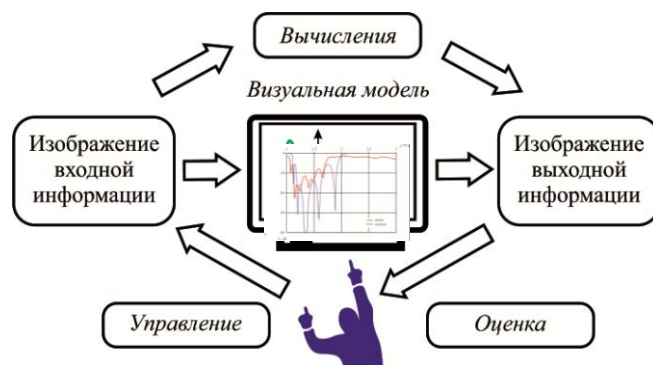 Вычисления
Визуальная модель
Изображение
входной
информации
Изображение
выходной
информации
Управление
Оценка